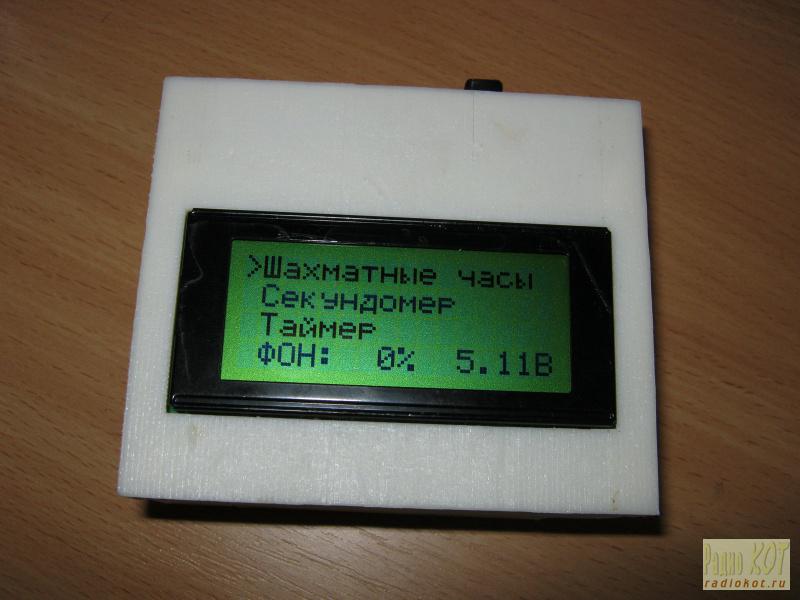 >Шахматные часы
Секундомер
Таймер
ФОН: 0% 5.11В
Радио КОТ
radiokot.ru